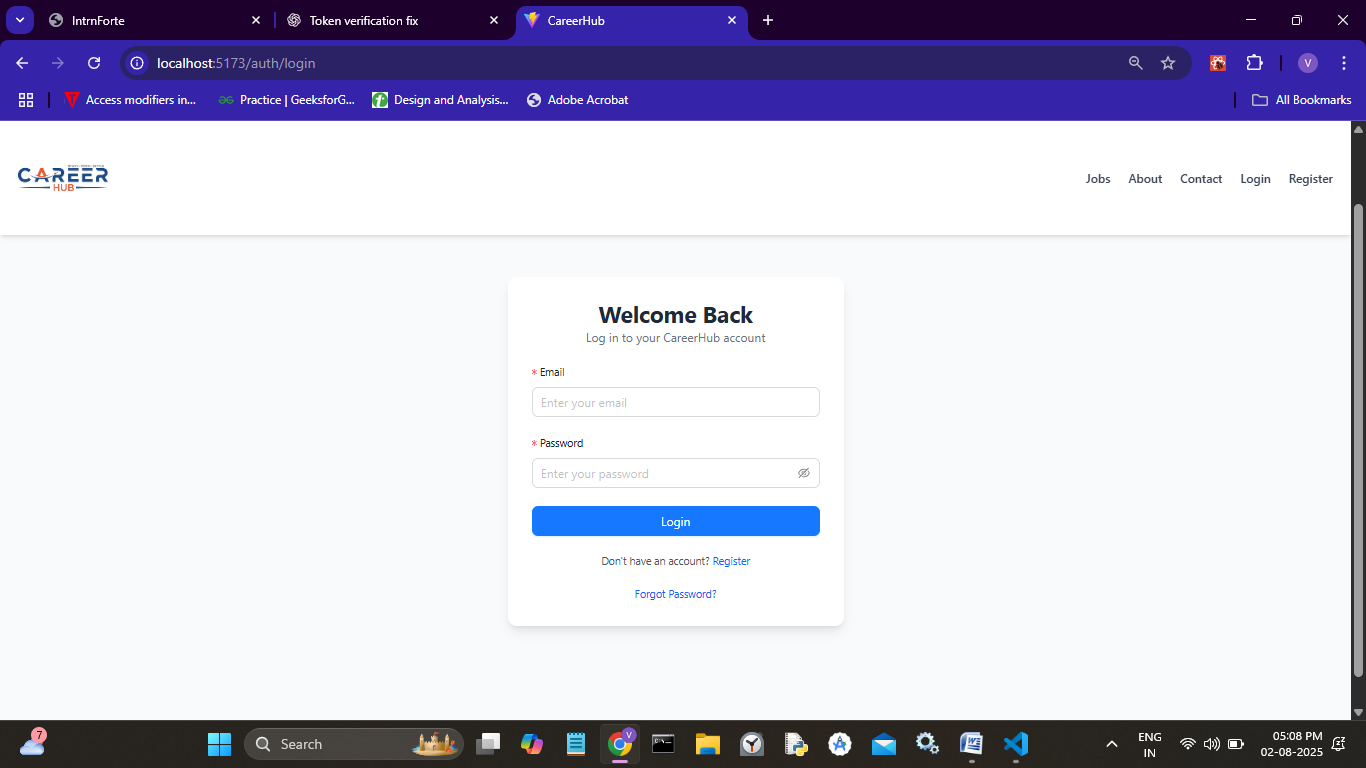 IntrnForte
Token verification fix
CareerHub
localhost:5173/auth/login
V
Access modifiers in...
Practice | GeeksforG...
Design and Analysis...
Adobe Acrobat
All Bookmarks
CAREER
HUB
Jobs
About
Contact
Login
Register
Welcome Back
Log in to your CareerHub account
* Email
Enter your email
* Password
Enter your password
Login
Don't have an account? Register
Forgot Password?
7
Search
V
ENG
IN
05:08 PM
02-08-2025